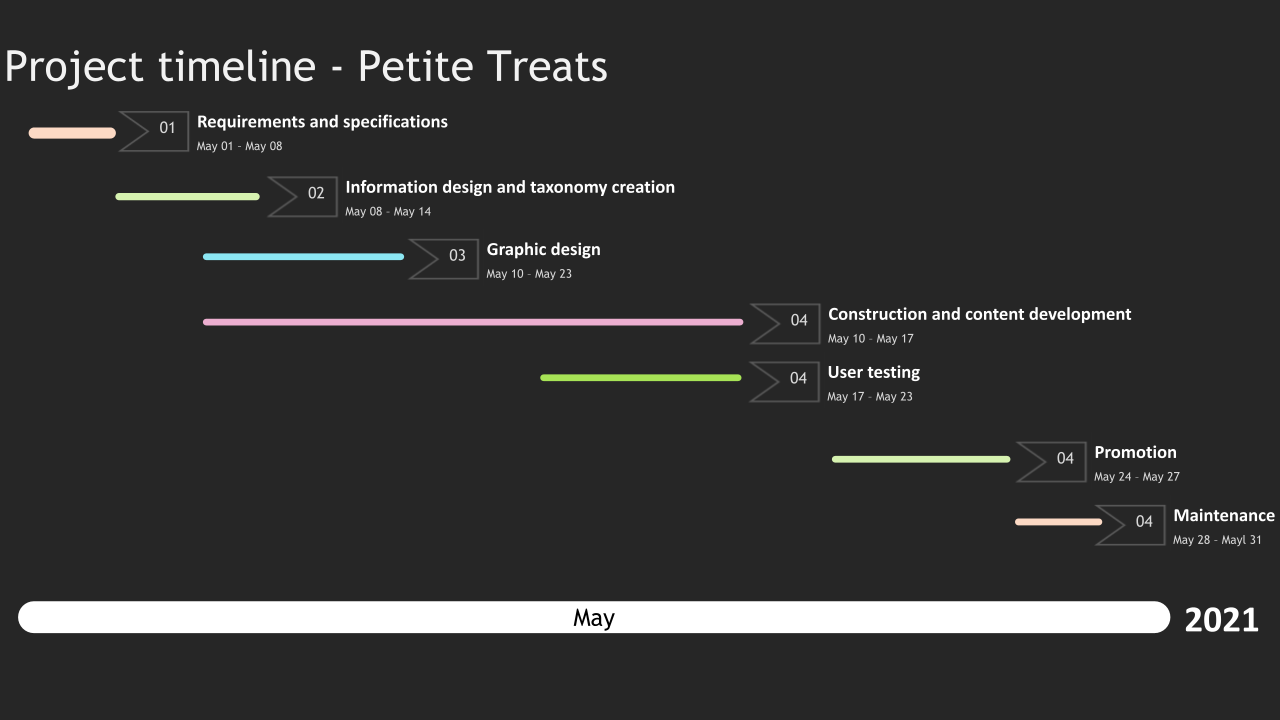 Project timeline - Petite Treats
01
Requirements and specifications
May 01 - May 08
02
Information design and taxonomy creation
May 08 - May 14
03
Graphic design
May 10 - May 23
04
Construction and content development
May 10 - May 17
04
User testing
May 17 - May 23
04
Promotion
May 24 - May 27
04
Maintenance
May 28 - Mayl 31
May
2021